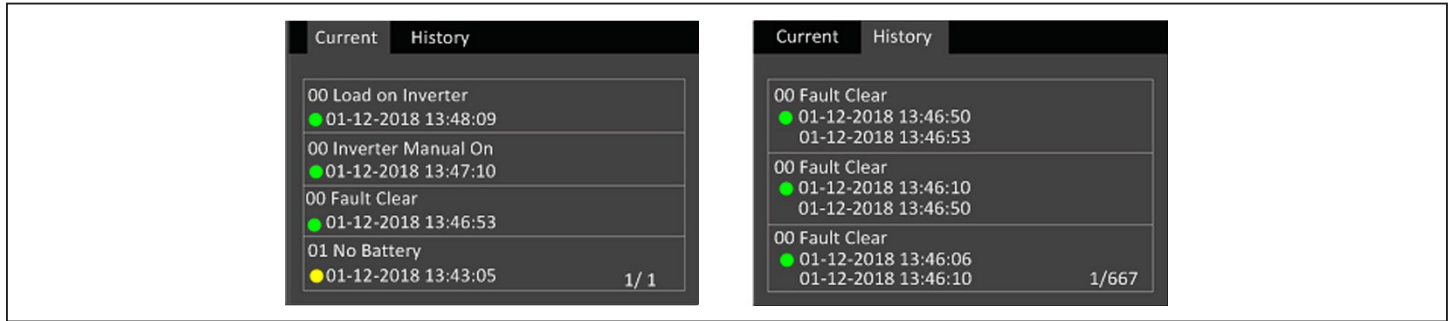 Current History
00 Load on Inverter
01-12-2018 13:48:09
00 Inverter Manual On
01-12-2018 13:47:10
00 Fault Clear
01-12-2018 13:46:53
01 No Battery
01-12-2018 13:43:05
1/ 1
Current History
00 Fault Clear
01-12-2018 13:46:50
01-12-2018 13:46:53
00 Fault Clear
01-12-2018 13:46:10
01-12-2018 13:46:50
00 Fault Clear
01-12-2018 13:46:06
01-12-2018 13:46:10
1/667